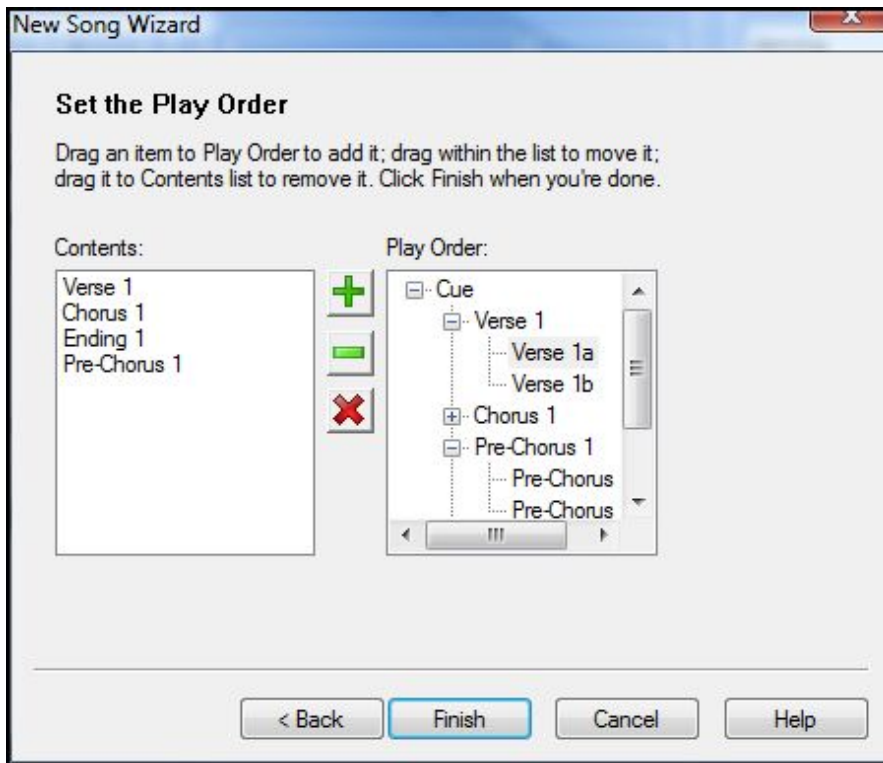 New Song Wizard
Set the Play Order
Drag an item to Play Order to add it; drag within the list to move it;
drag it to Contents list to remove it. Click Finish when you're done.
Contents:
Verse 1
Chorus 1
Ending 1
Pre-Chorus 1
Play Order:
Cue
Verse 1
Verse 1a
Verse 1b
Chorus 1
Pre-Chorus 1
Pre-Chorus
Pre-Chorus
< Back
Finish
Cancel
Help